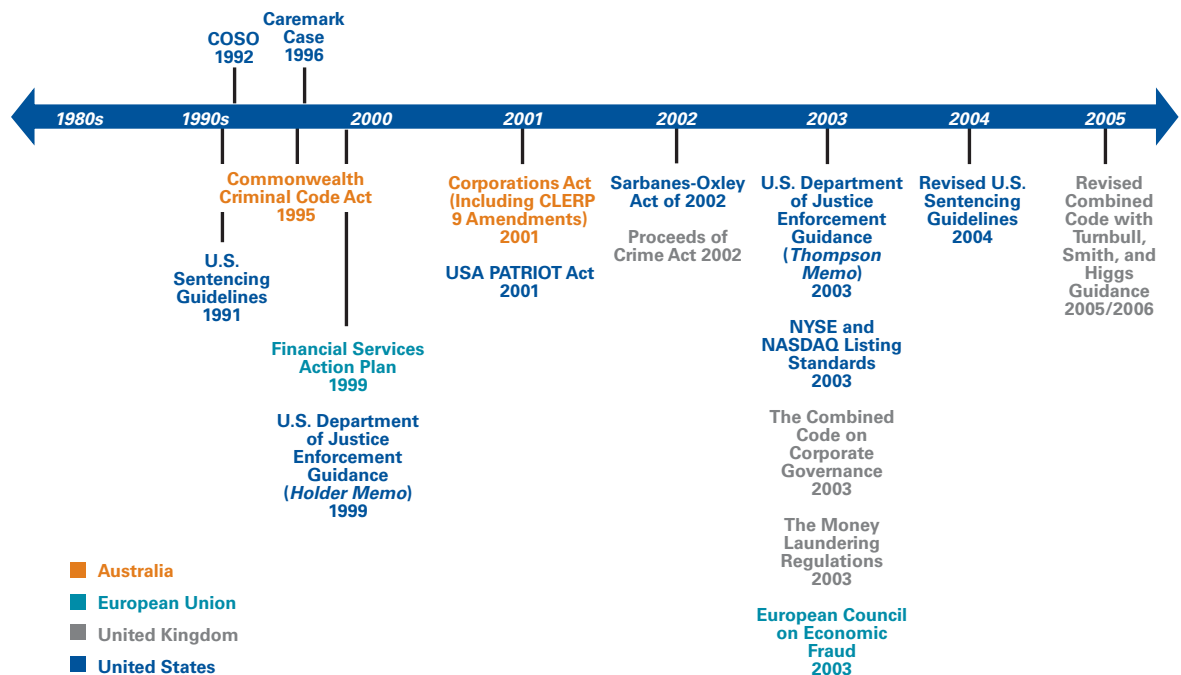 COSO
1992
Caremark
Case
1996
1980s
1990s
2000
2001
2002
2003
2004
2005
Commonwealth
Criminal Code Act
1995
U.S.
Sentencing
Guidelines
1991
Financial Services
Action Plan
1999
U.S. Department
of Justice
Enforcement
Guidance
(Holder Memo)
1999
Corporations Act
(Including CLERP
9 Amendments)
2001
USA PATRIOT Act
2001
Sarbanes-Oxley
Act of 2002
Proceeds of
Crime Act 2002
U.S. Department
of Justice
Enforcement
Guidance
(Thompson
Memo)
2003
NYSE and
NASDAQ Listing
Standards
2003
The Combined
Code on
Corporate
Governance
2003
The Money
Laundering
Regulations
2003
European Council
on Economic
Fraud
2003
Revised U.S.
Sentencing
Guidelines
2004
Revised
Combined
Code with
Turnbull,
Smith, and
Higgs
Guidance
2005/2006
Australia
European Union
United Kingdom
United States